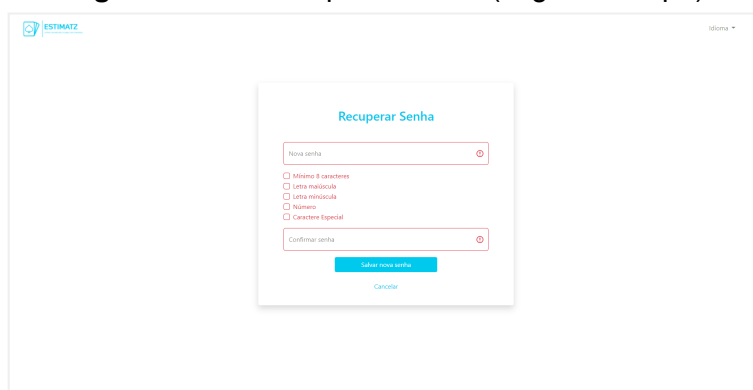 ESTIMATZ
Idioma
Recuperar Senha
Nova senha
Mínimo 8 caracteres
Letra maiúscula
Letra minúscula
Número
Caractere Especial
Confirmar senha
Salvar nova senha
Cancelar